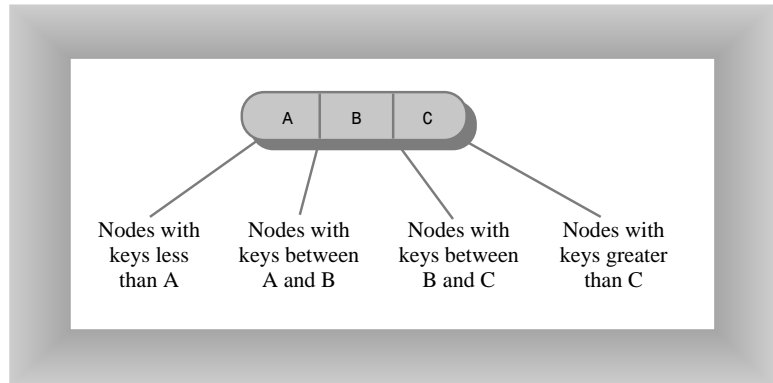 A B C
Nodes with
keys less
than A
Nodes with
keys between
A and B
Nodes with
keys between
B and C
Nodes with
keys greater
than C